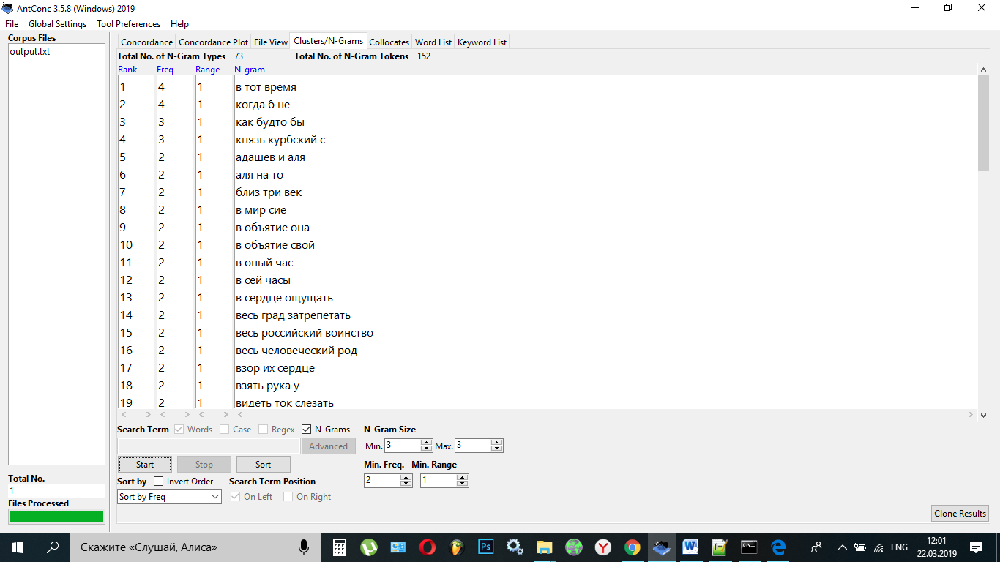 AntConc 3.5.8 (Windows) 2019
File Global Settings Tool Preferences Help
Corpus Files
output.txt
Concordance Concordance Plot File View Clusters/N-Grams Collocates Word List Keyword List
Total No. of N-Gram Types 73 Total No. of N-Gram Tokens 152
Rank Freq Range N-gram
1 4 1 в тот время
2 4 1 когда б не
3 3 1 как будто бы
4 3 1 князь курбский с
5 2 1 адашев и аля
6 2 1 аля на то
7 2 1 близ три век
8 2 1 в мир сие
9 2 1 в объятие она
10 2 1 в объятие свой
11 2 1 в оный час
12 2 1 в сей часы
13 2 1 в сердце ощущать
14 2 1 весь град затрепетать
15 2 1 весь российский воинство
16 2 1 весь человеческий род
17 2 1 взор их сердце
18 2 1 взять рука у
19 2 1 видеть ток слезать
Search Term Words Case Regex N-Grams N-Gram Size
Advanced Min. 3 Max. 3
Start Stop Sort Min. Freq. Min. Range
2 1
Sort by Invert Order Search Term Position
Sort by Freq On Left On Right
Total No.
1
Files Processed
Clone Results
Скажите «Слушай, Алиса»
ENG
12:01
22.03.2019